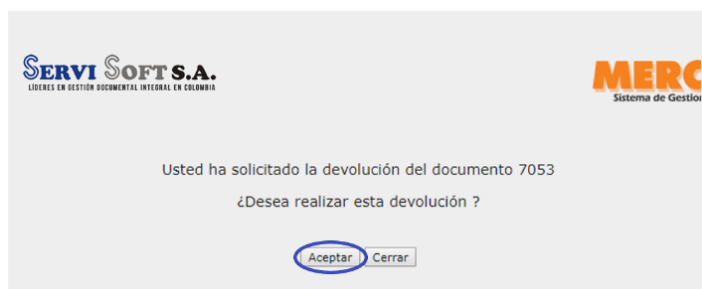 SERVI SOFT S.A.
LÍDERES EN GESTIÓN DOCUMENTAL INTEGRAL EN COLOMBIA
MERC
Sistema de Gestion
Usted ha solicitado la devolución del documento 7053
¿Desea realizar esta devolución ?
Aceptar Cerrar